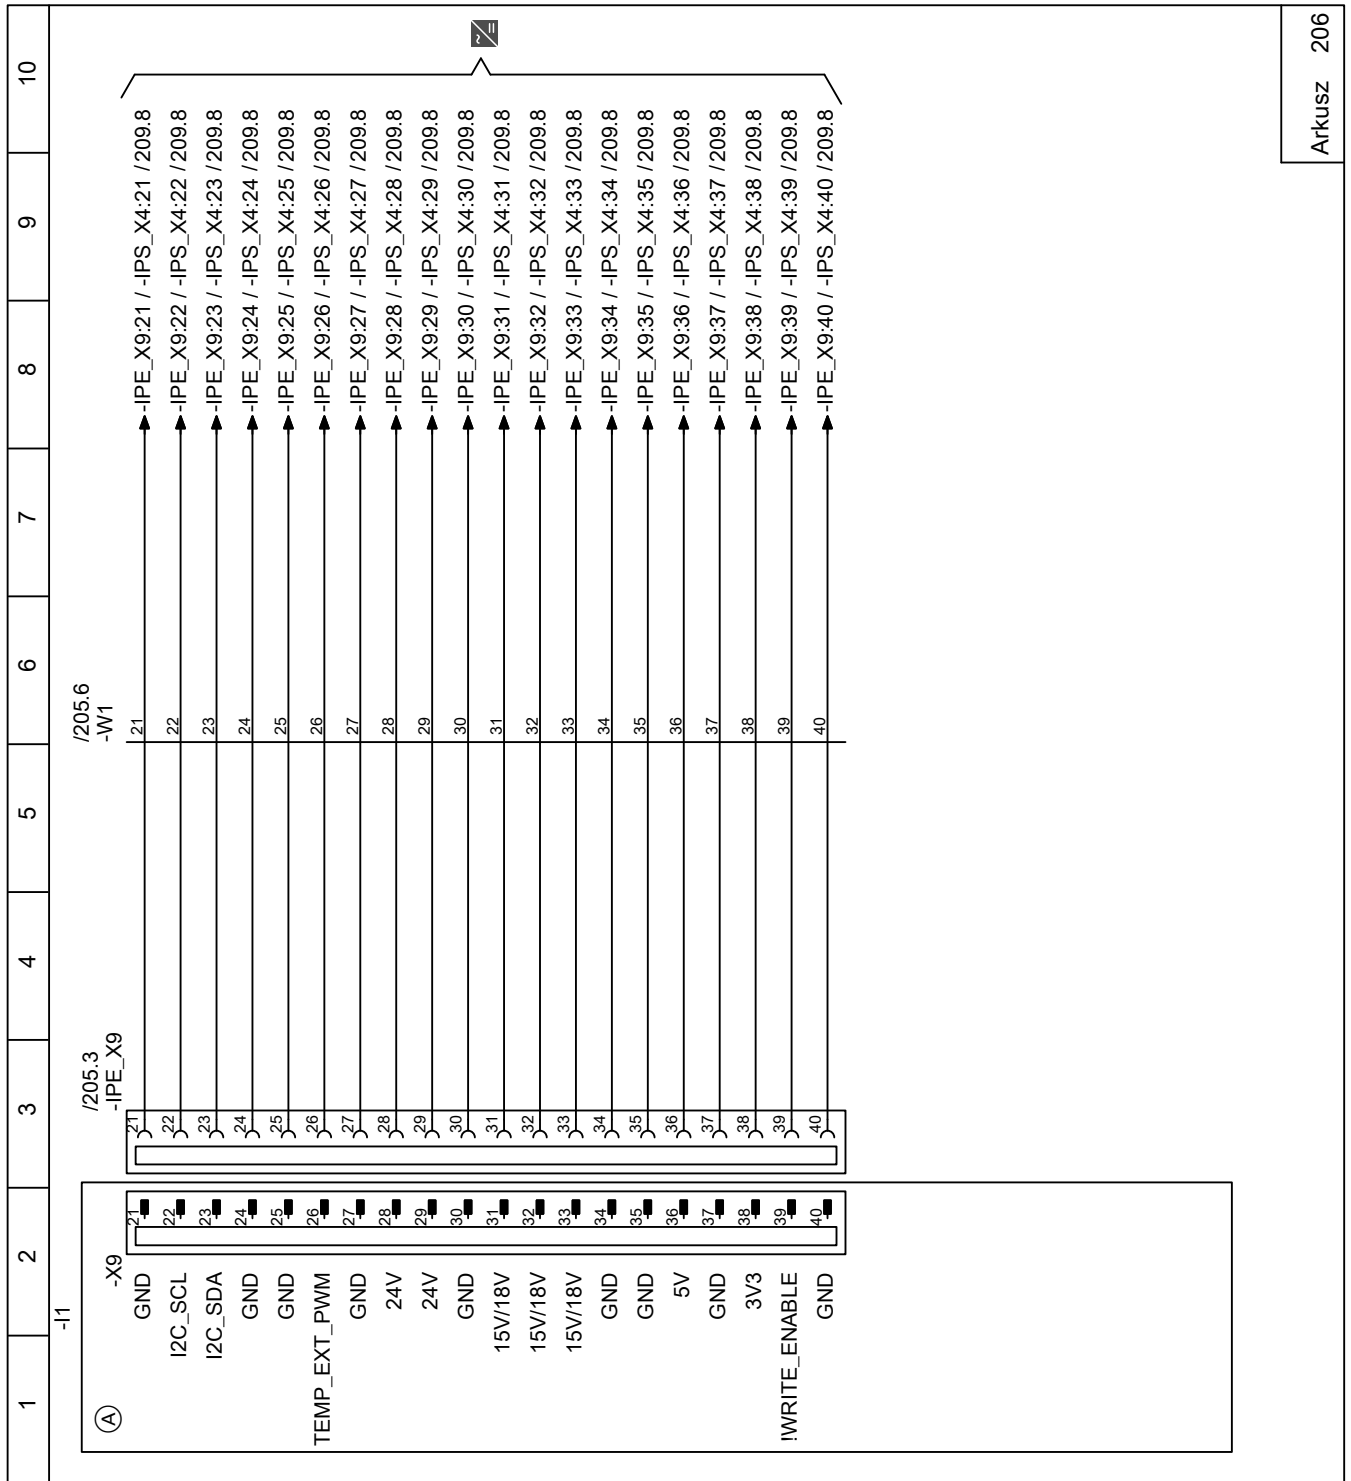 1
2
3
4
5
6
7
8
9
10
Arkusz 206
-I1
A
-X9
GND
I2C_SCL
I2C_SDA
GND
GND
TEMP_EXT_PWM
GND
24V
24V
GND
15V/18V
15V/18V
15V/18V
GND
GND
5V
GND
3V3
!WRITE_ENABLE
GND
21
22
23
24
25
26
27
28
29
30
31
32
33
34
35
36
37
38
39
40
/205.3
-IPE_X9
21
22
23
24
25
26
27
28
29
30
31
32
33
34
35
36
37
38
39
40
/205.6
-W1
21
22
23
24
25
26
27
28
29
30
31
32
33
34
35
36
37
38
39
40
-IPE_X9:21 / -IPS_X4:21 / 209.8
-IPE_X9:22 / -IPS_X4:22 / 209.8
-IPE_X9:23 / -IPS_X4:23 / 209.8
-IPE_X9:24 / -IPS_X4:24 / 209.8
-IPE_X9:25 / -IPS_X4:25 / 209.8
-IPE_X9:26 / -IPS_X4:26 / 209.8
-IPE_X9:27 / -IPS_X4:27 / 209.8
-IPE_X9:28 / -IPS_X4:28 / 209.8
-IPE_X9:29 / -IPS_X4:29 / 209.8
-IPE_X9:30 / -IPS_X4:30 / 209.8
-IPE_X9:31 / -IPS_X4:31 / 209.8
-IPE_X9:32 / -IPS_X4:32 / 209.8
-IPE_X9:33 / -IPS_X4:33 / 209.8
-IPE_X9:34 / -IPS_X4:34 / 209.8
-IPE_X9:35 / -IPS_X4:35 / 209.8
-IPE_X9:36 / -IPS_X4:36 / 209.8
-IPE_X9:37 / -IPS_X4:37 / 209.8
-IPE_X9:38 / -IPS_X4:38 / 209.8
-IPE_X9:39 / -IPS_X4:39 / 209.8
-IPE_X9:40 / -IPS_X4:40 / 209.8